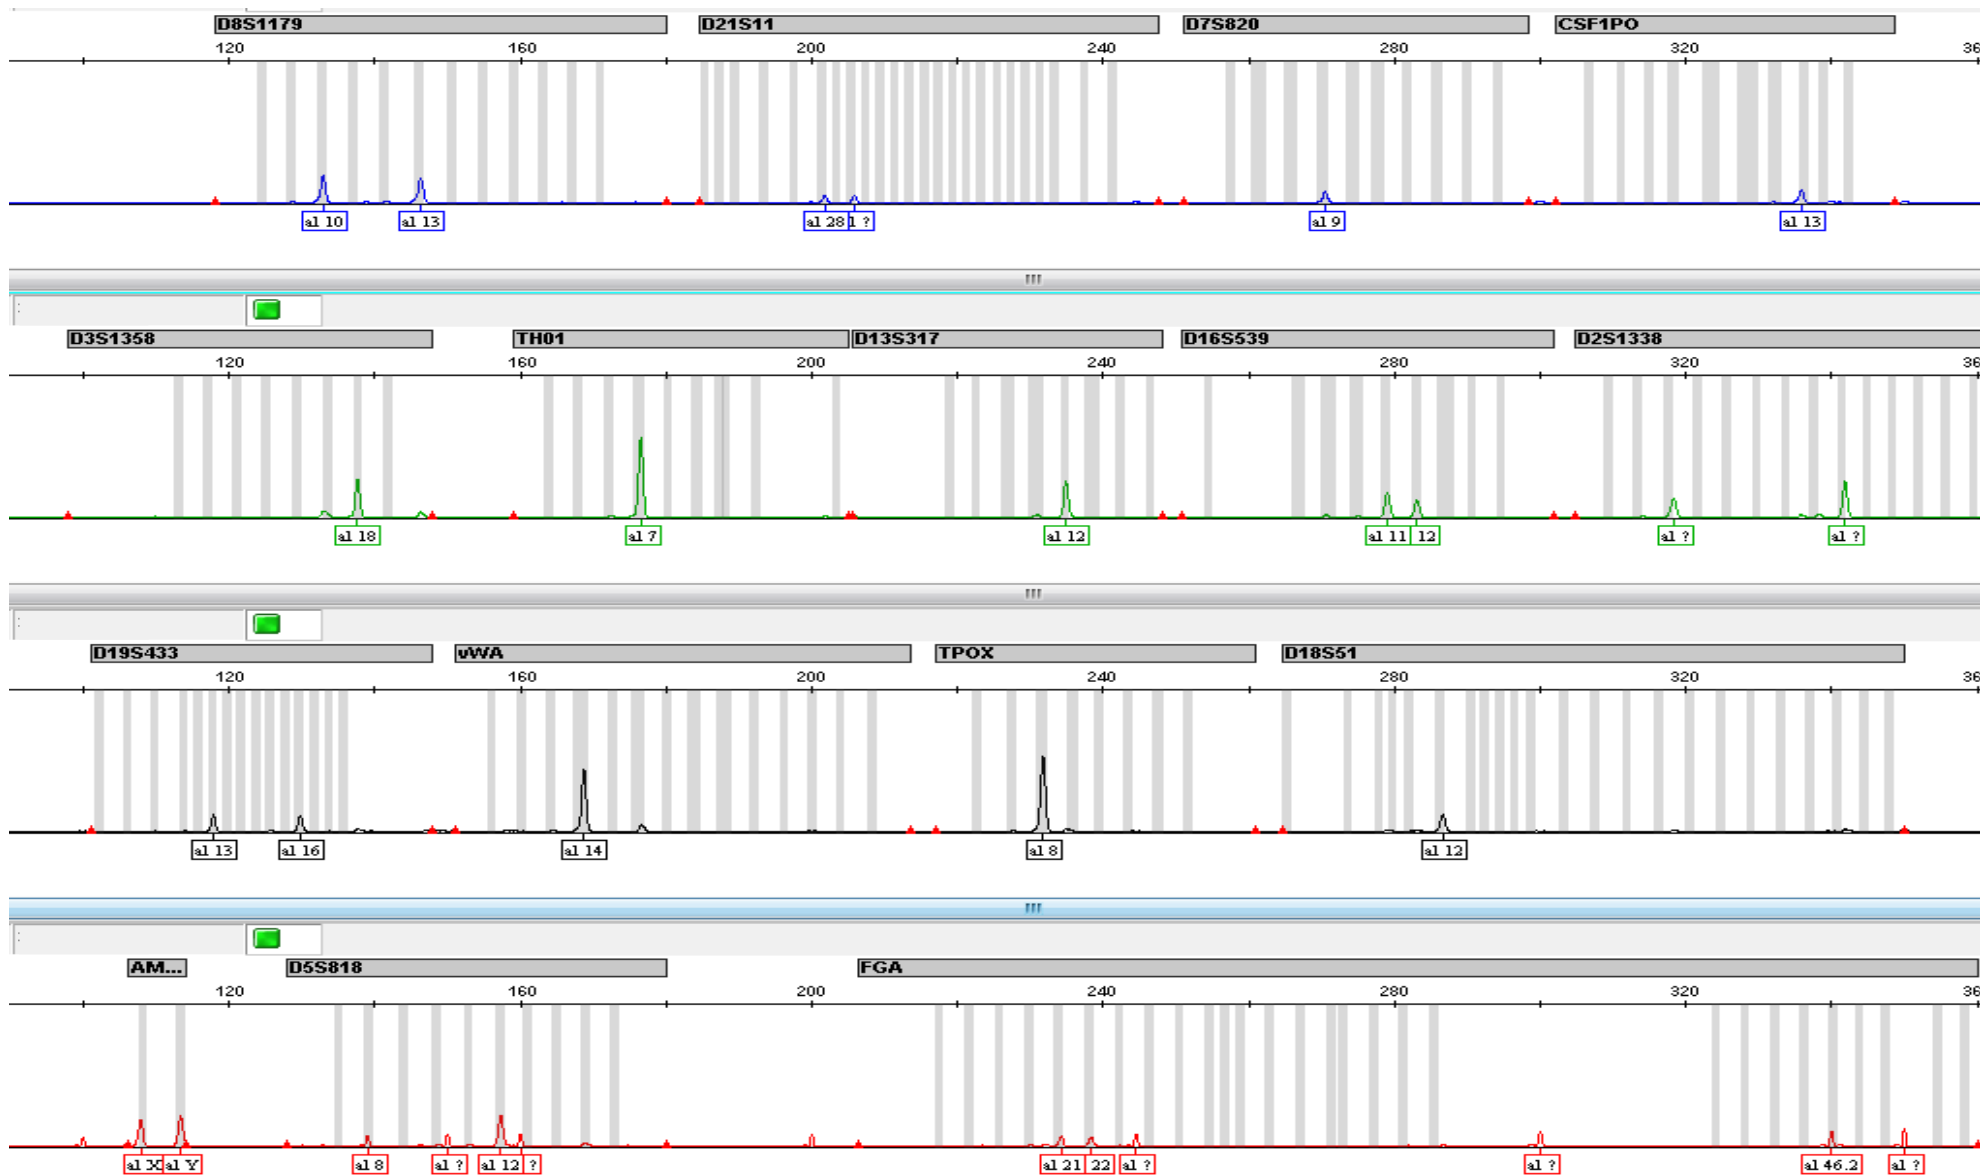 D8S1179 D21S11 D7S820 CSF1PO
120 160 200 240 280 320 36
al 10 al 13 al 28 1 ? al 9 al 13
D3S1358 TH01 D13S317 D16S539 D2S1338
120 160 200 240 280 320 36
al 18 al 7 al 12 al 11 12 al ? al ?
D19S433 vWA TPOX D18S51
120 160 200 240 280 320 36
al 13 al 16 al 14 al 8 al 12
AM... D5S818 FGA
120 160 200 240 280 320 36
al X al Y al 8 al ? al 12 ? al 21 22 al ? al ? al 46.2 al ?